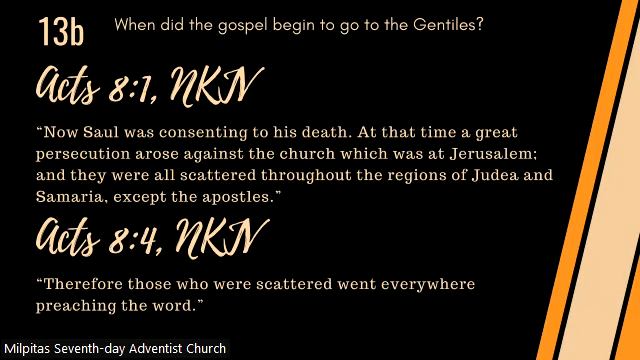 13b
When did the gospel begin to go to the Gentiles?
Acts 8:1, NKJV
“Now Saul was consenting to his death. At that time a great
persecution arose against the church which was at Jerusalem;
and they were all scattered throughout the regions of Judea and
Samaria, except the apostles.”
Acts 8:4, NKJV
“Therefore those who were scattered went everywhere
preaching the word.”
Milpitas Seventh-day Adventist Church